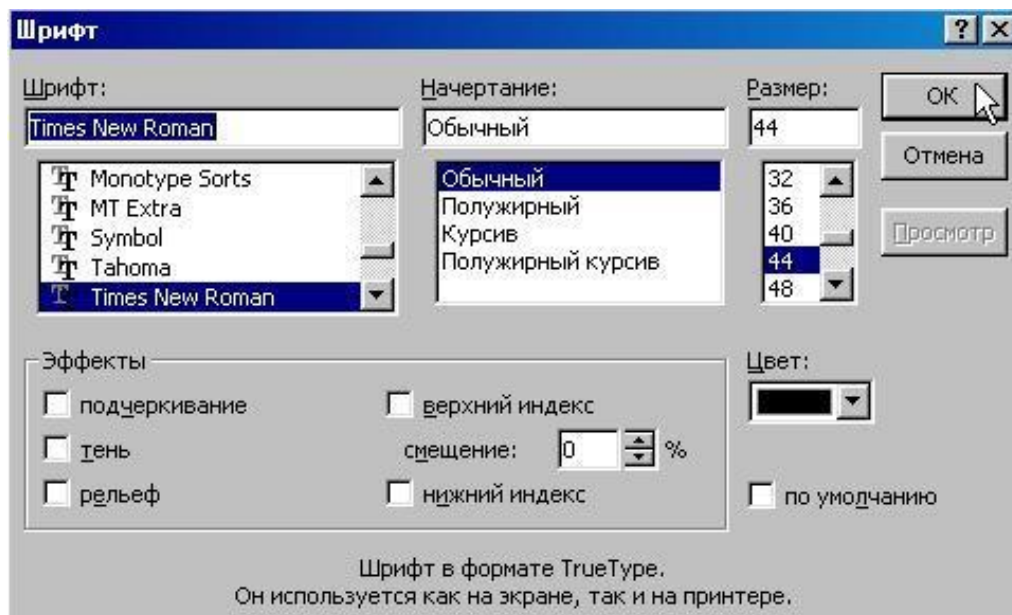 Шрифт
Шрифт:
Начертание:
Размер:
Times New Roman
Обычный
44
OK
Отмена
Просмотр
Monotype Sorts
MT Extra
Symbol
Tahoma
Times New Roman
Обычный
Полужирный
Курсив
Полужирный курсив
32
36
40
44
48
Эффекты
подчеркивание
тень
рельеф
верхний индекс
смещение: 0 %
нижний индекс
Цвет:
по умолчанию
Шрифт в формате TrueType.
Он используется как на экране, так и на принтере.